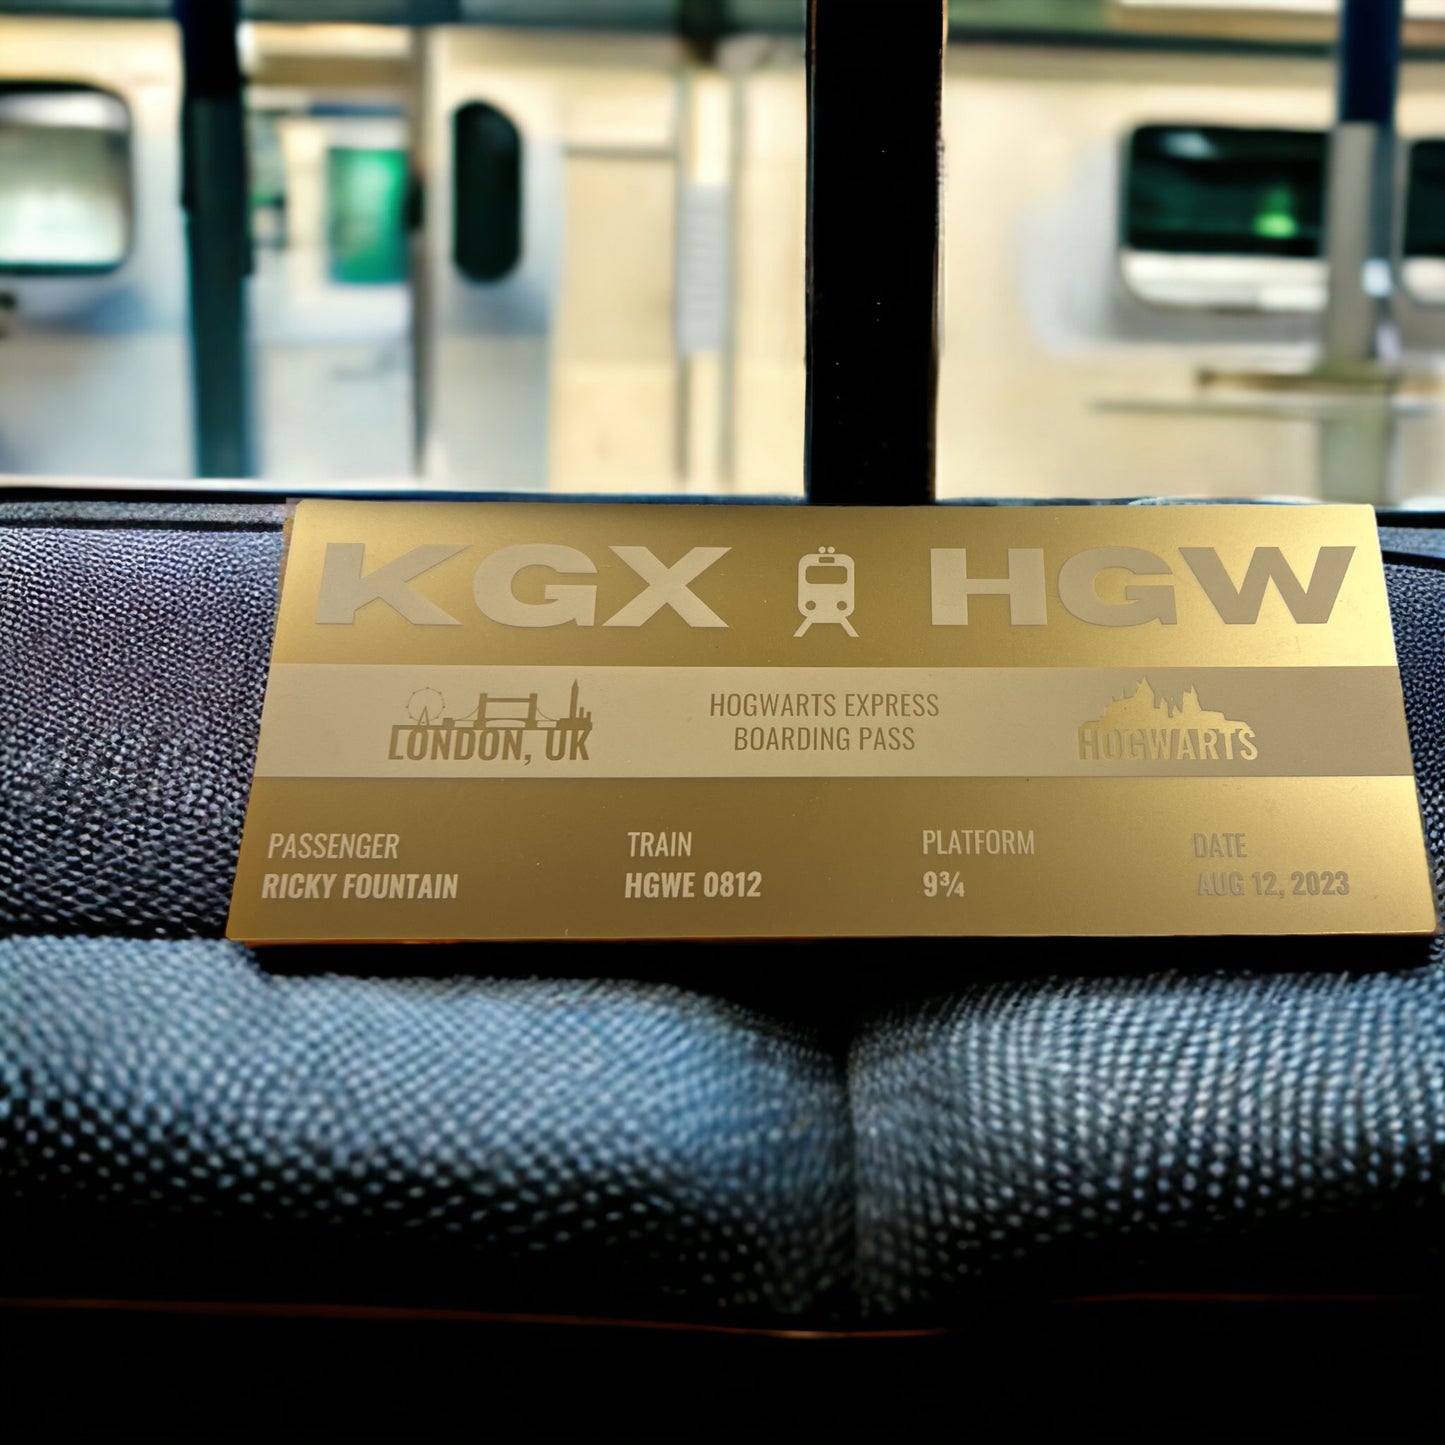 KGX HGW
LONDON, UK
HOGWARTS EXPRESS
BOARDING PASS
HOGWARTS
PASSENGER
RICKY FOUNTAIN
TRAIN
HGWE 0812
PLATFORM
9¾
DATE
AUG 12, 2023